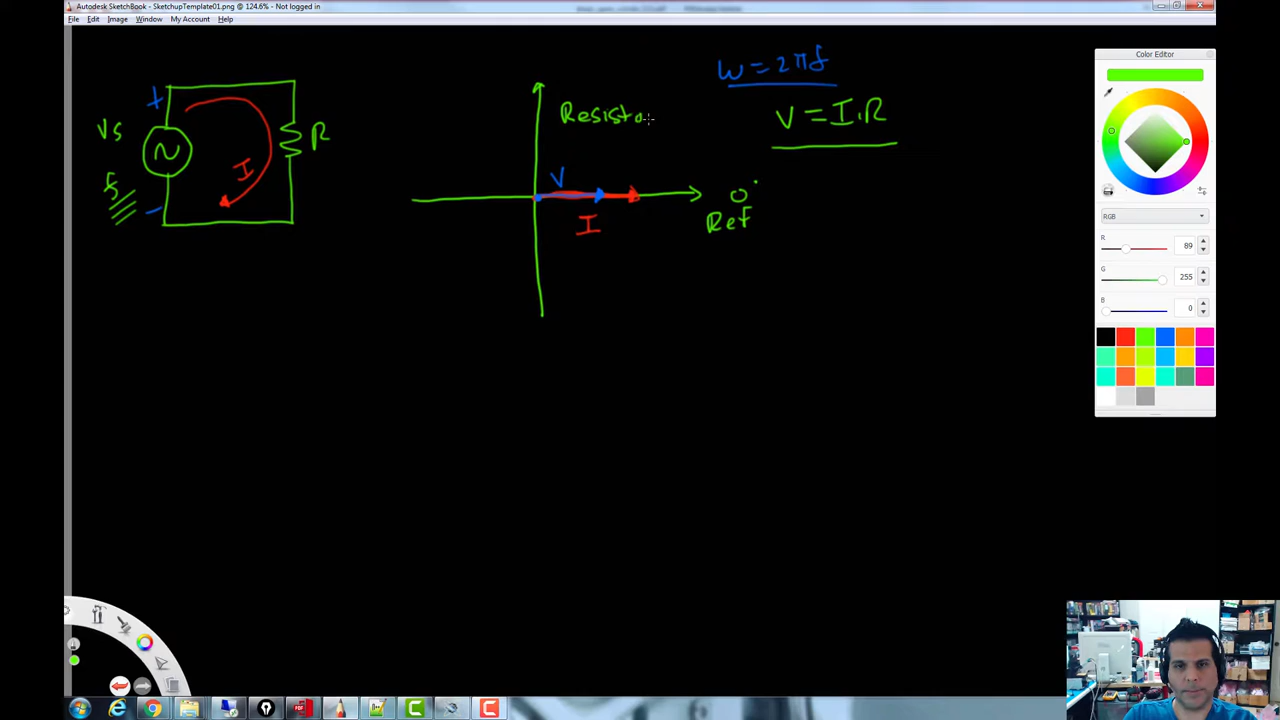 Autodesk SketchBook - SketchupTemplate01.png @ 124.6% - Not logged in
File Edit Image Window My Account Help
Color Editor
ω = 2πf
V = I.R
Resisto
+
Vs
R
I
f
-
V
I
0°
Ref
RGB
R 89
G 255
B 0